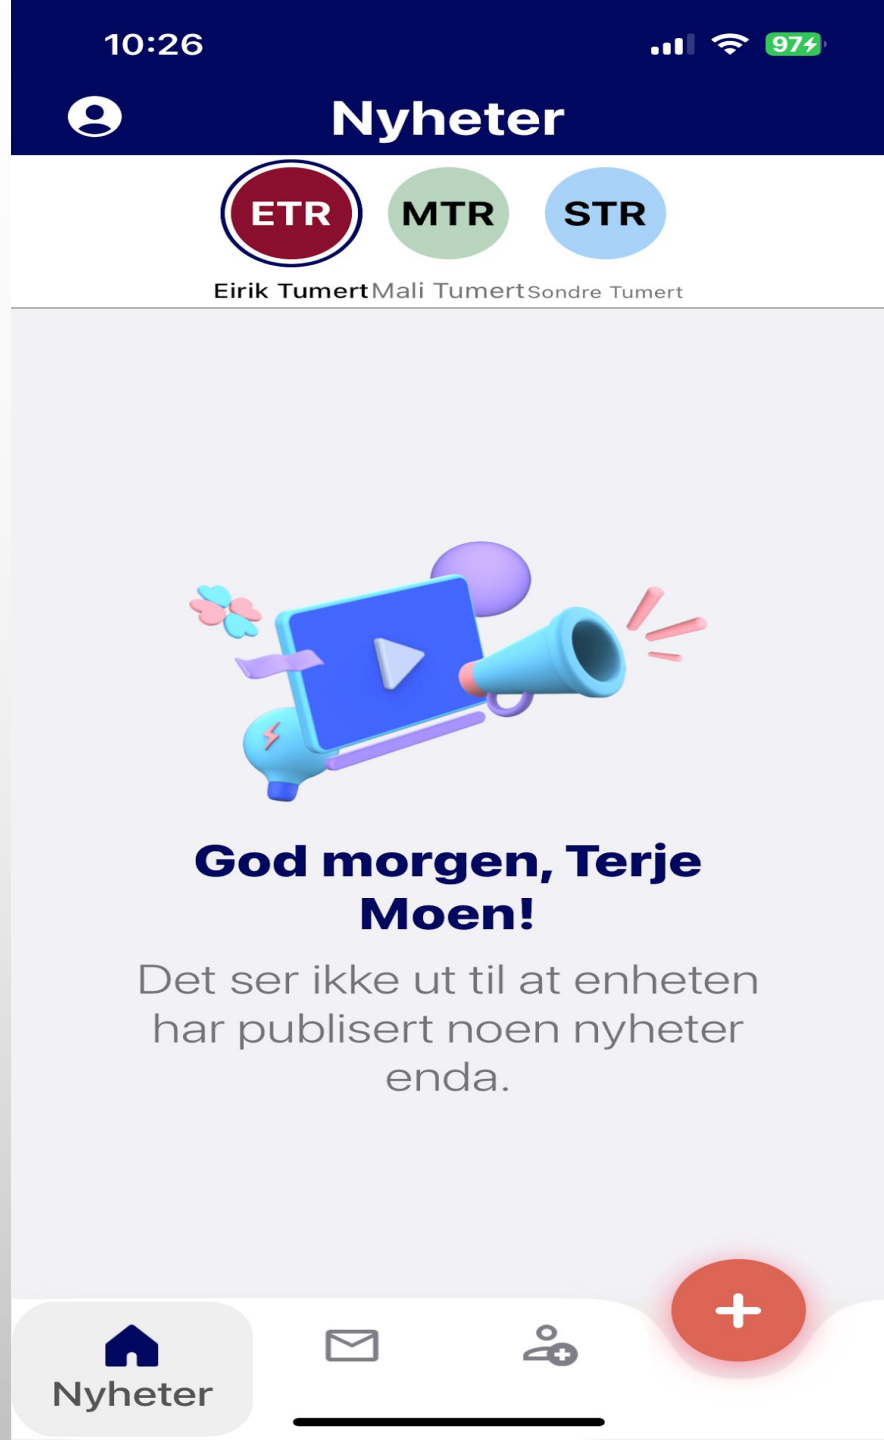 10:26
97
Nyheter
ETR MTR STR
Eirik Tumert Mali Tumert Sondre Tumert
God morgen, Terje
Moen!
Det ser ikke ut til at enheten
har publisert noen nyheter
enda.
Nyheter